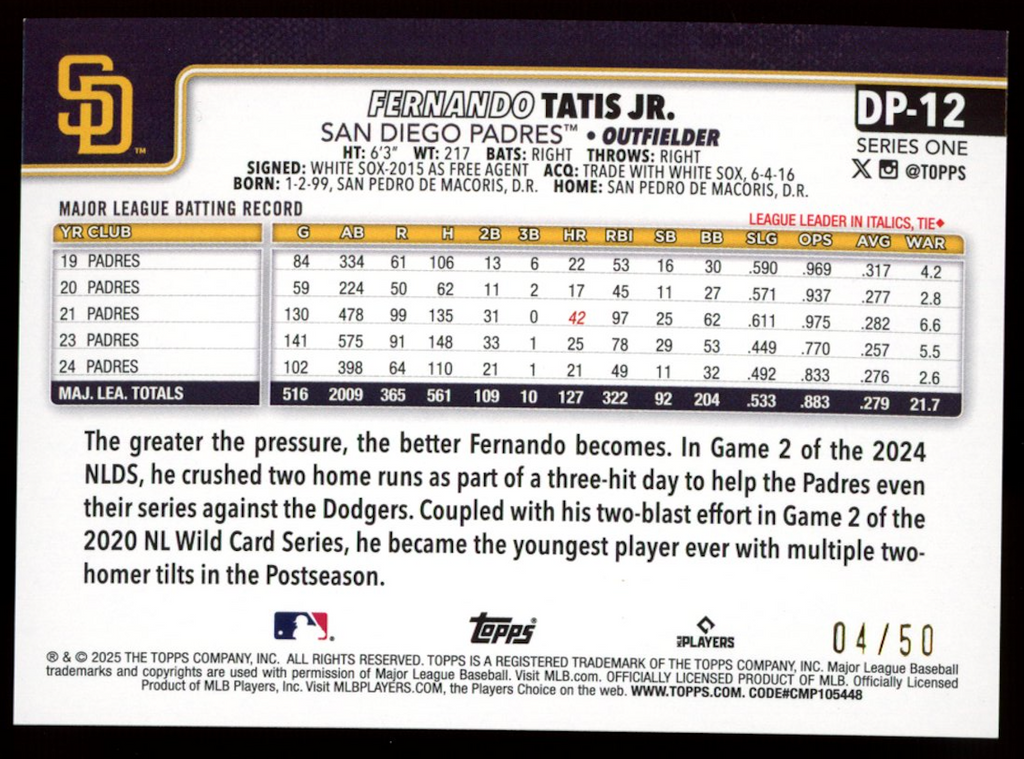 SD™
FERNANDO TATIS JR.
DP-12
SAN DIEGO PADRES™ • OUTFIELDER
SERIES ONE
HT: 6'3" WT: 217 BATS: RIGHT THROWS: RIGHT
SIGNED: WHITE SOX-2015 AS FREE AGENT ACQ: TRADE WITH WHITE SOX, 6-4-16
@TOPPS
BORN: 1-2-99, SAN PEDRO DE MACORIS, D.R. HOME: SAN PEDRO DE MACORIS, D.R.
MAJOR LEAGUE BATTING RECORD
LEAGUE LEADER IN ITALICS, TIE◆
YR CLUB G AB R H 2B 3B HR RBI SB BB SLG OPS AVG WAR
19 PADRES 84 334 61 106 13 6 22 53 16 30 .590 .969 .317 4.2
20 PADRES 59 224 50 62 11 2 17 45 11 27 .571 .937 .277 2.8
21 PADRES 130 478 99 135 31 0 42 97 25 62 .611 .975 .282 6.6
23 PADRES 141 575 91 148 33 1 25 78 29 53 .449 .770 .257 5.5
24 PADRES 102 398 64 110 21 1 21 49 11 32 .492 .833 .276 2.6
MAJ. LEA. TOTALS 516 2009 365 561 109 10 127 322 92 204 .533 .883 .279 21.7
The greater the pressure, the better Fernando becomes. In Game 2 of the 2024
NLDS, he crushed two home runs as part of a three-hit day to help the Padres even
their series against the Dodgers. Coupled with his two-blast effort in Game 2 of the
2020 NL Wild Card Series, he became the youngest player ever with multiple two-
homer tilts in the Postseason.
topps®
MLB PLAYERS
04/50
® & © 2025 THE TOPPS COMPANY, INC. ALL RIGHTS RESERVED. TOPPS IS A REGISTERED TRADEMARK OF THE TOPPS COMPANY, INC. Major League Baseball
trademarks and copyrights are used with permission of Major League Baseball. Visit MLB.com. OFFICIALLY LICENSED PRODUCT OF MLB. Officially Licensed
Product of MLB Players, Inc. Visit MLBPLAYERS.COM, the Players Choice on the web. WWW.TOPPS.COM. CODE#CMP105448